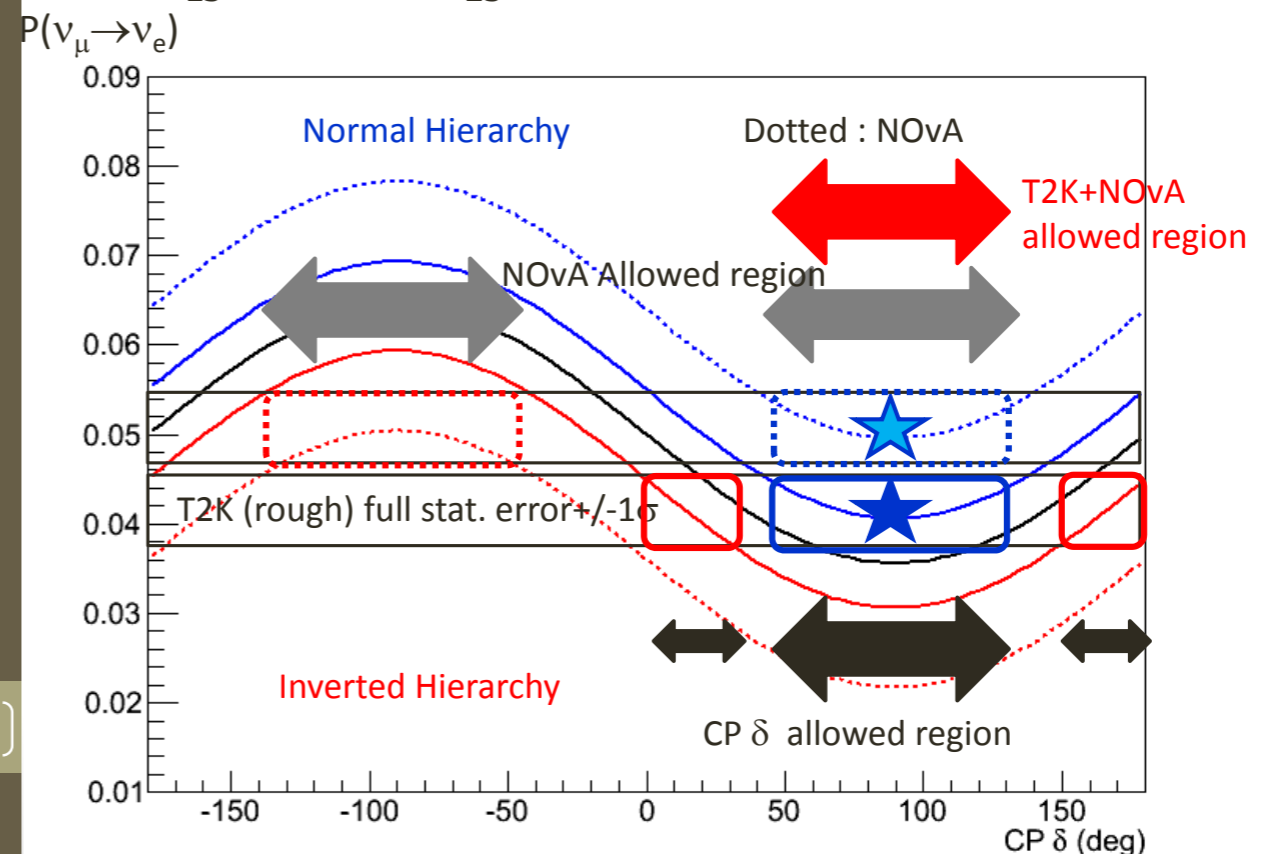 P(νμ→νe)
0.09
Normal Hierarchy
Dotted : NOvA
0.08
T2K+NOvA
allowed region
0.07
NOvA Allowed region
0.06
0.05
T2K (rough) full stat. error+/-1σ
0.04
0.03
Inverted Hierarchy
0.02
CP δ allowed region
0.01
-150 -100 -50 0 50 100 150
CP δ (deg)